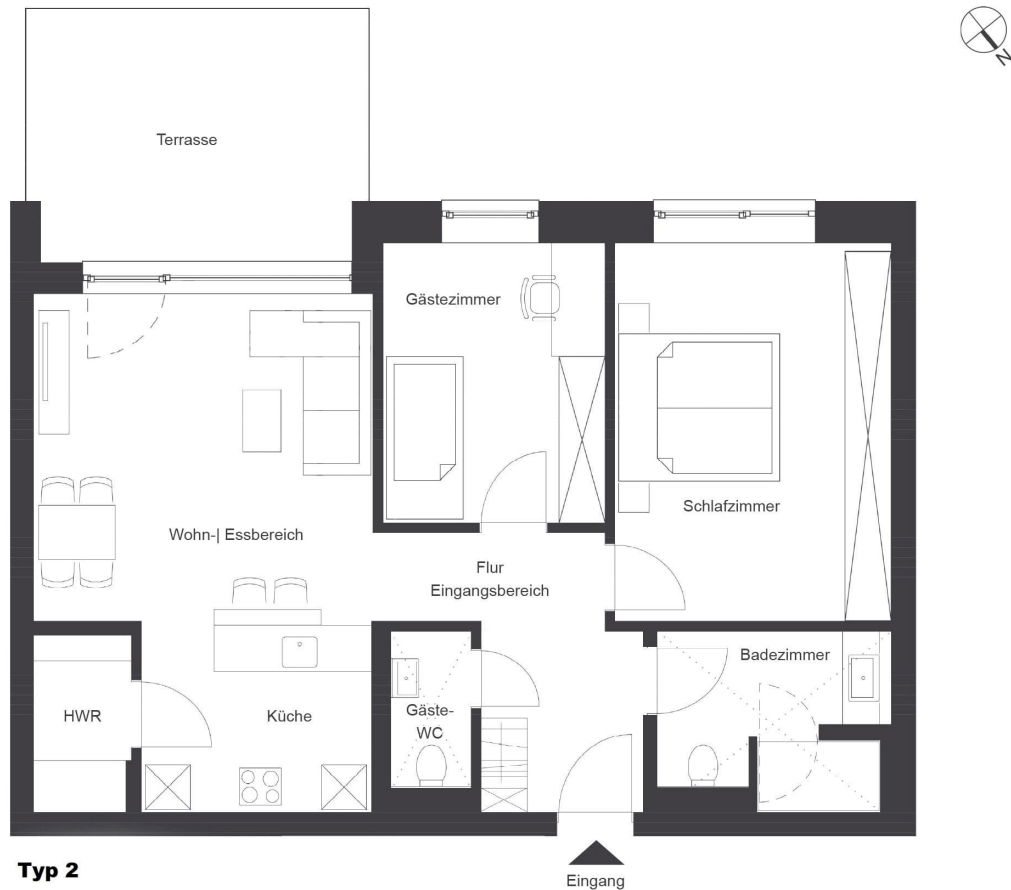 N
Terrasse
Gästezimmer
Schlafzimmer
Wohn-| Essbereich
Flur
Eingangsbereich
Badezimmer
HWR
Küche
Gäste-
WC
Typ 2
Eingang